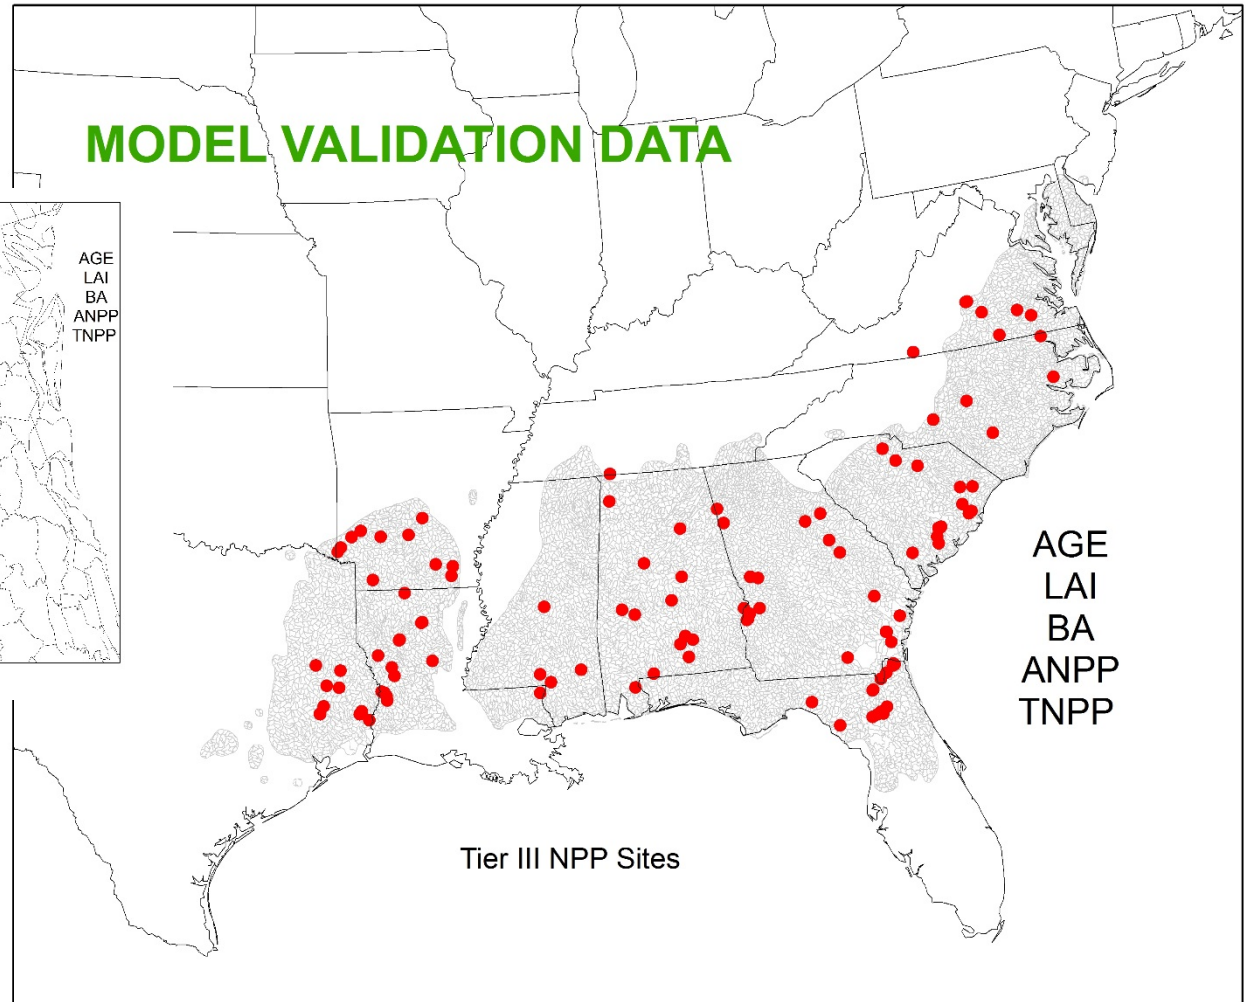 MODEL VALIDATION DATA
AGE
LAI
BA
ANPP
TNPP
AGE
LAI
BA
ANPP
TNPP
Tier III NPP Sites